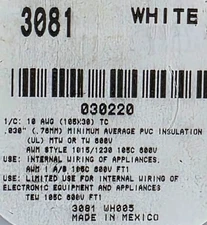 3081 WHITE
030220
1/C: 10 AWG (105X30) TC
.030" (.76MM) MINIMUM AVERAGE PVC INSULATION
(UL) MTW OR TW 600V
AWM STYLE 1015/1230 105C 600V
USE: INTERNAL WIRING OF APPLIANCES.
AWM I A/B 105C 600V FT1
USE: LIMITED USE FOR INTERNAL WIRING OF
ELECTRONIC EQUIPMENT AND APPLIANCES
TEW 105C 600V FT1
3081 WH005
MADE IN MEXICO